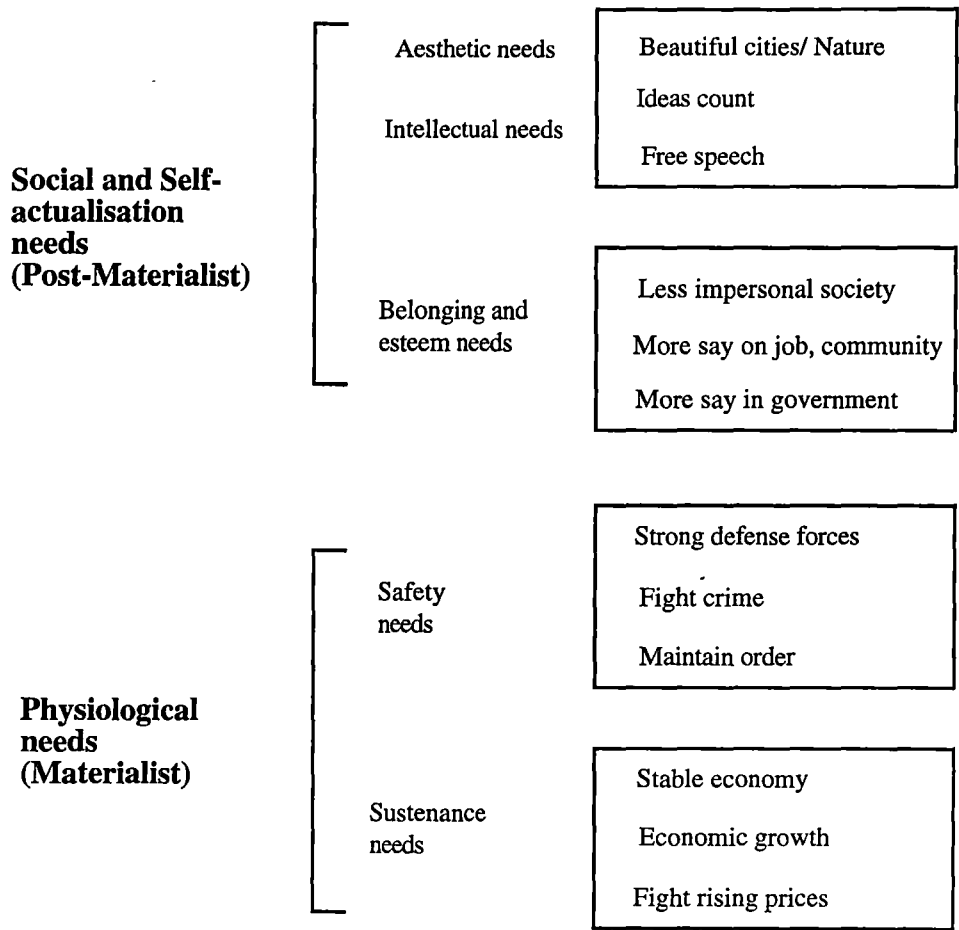 Social and Self-
actualisation
needs
(Post-Materialist)
Aesthetic needs
Intellectual needs
Beautiful cities/ Nature
Ideas count
Free speech
Belonging and
esteem needs
Less impersonal society
More say on job, community
More say in government
Physiological
needs
(Materialist)
Safety
needs
Strong defense forces
Fight crime
Maintain order
Sustenance
needs
Stable economy
Economic growth
Fight rising prices